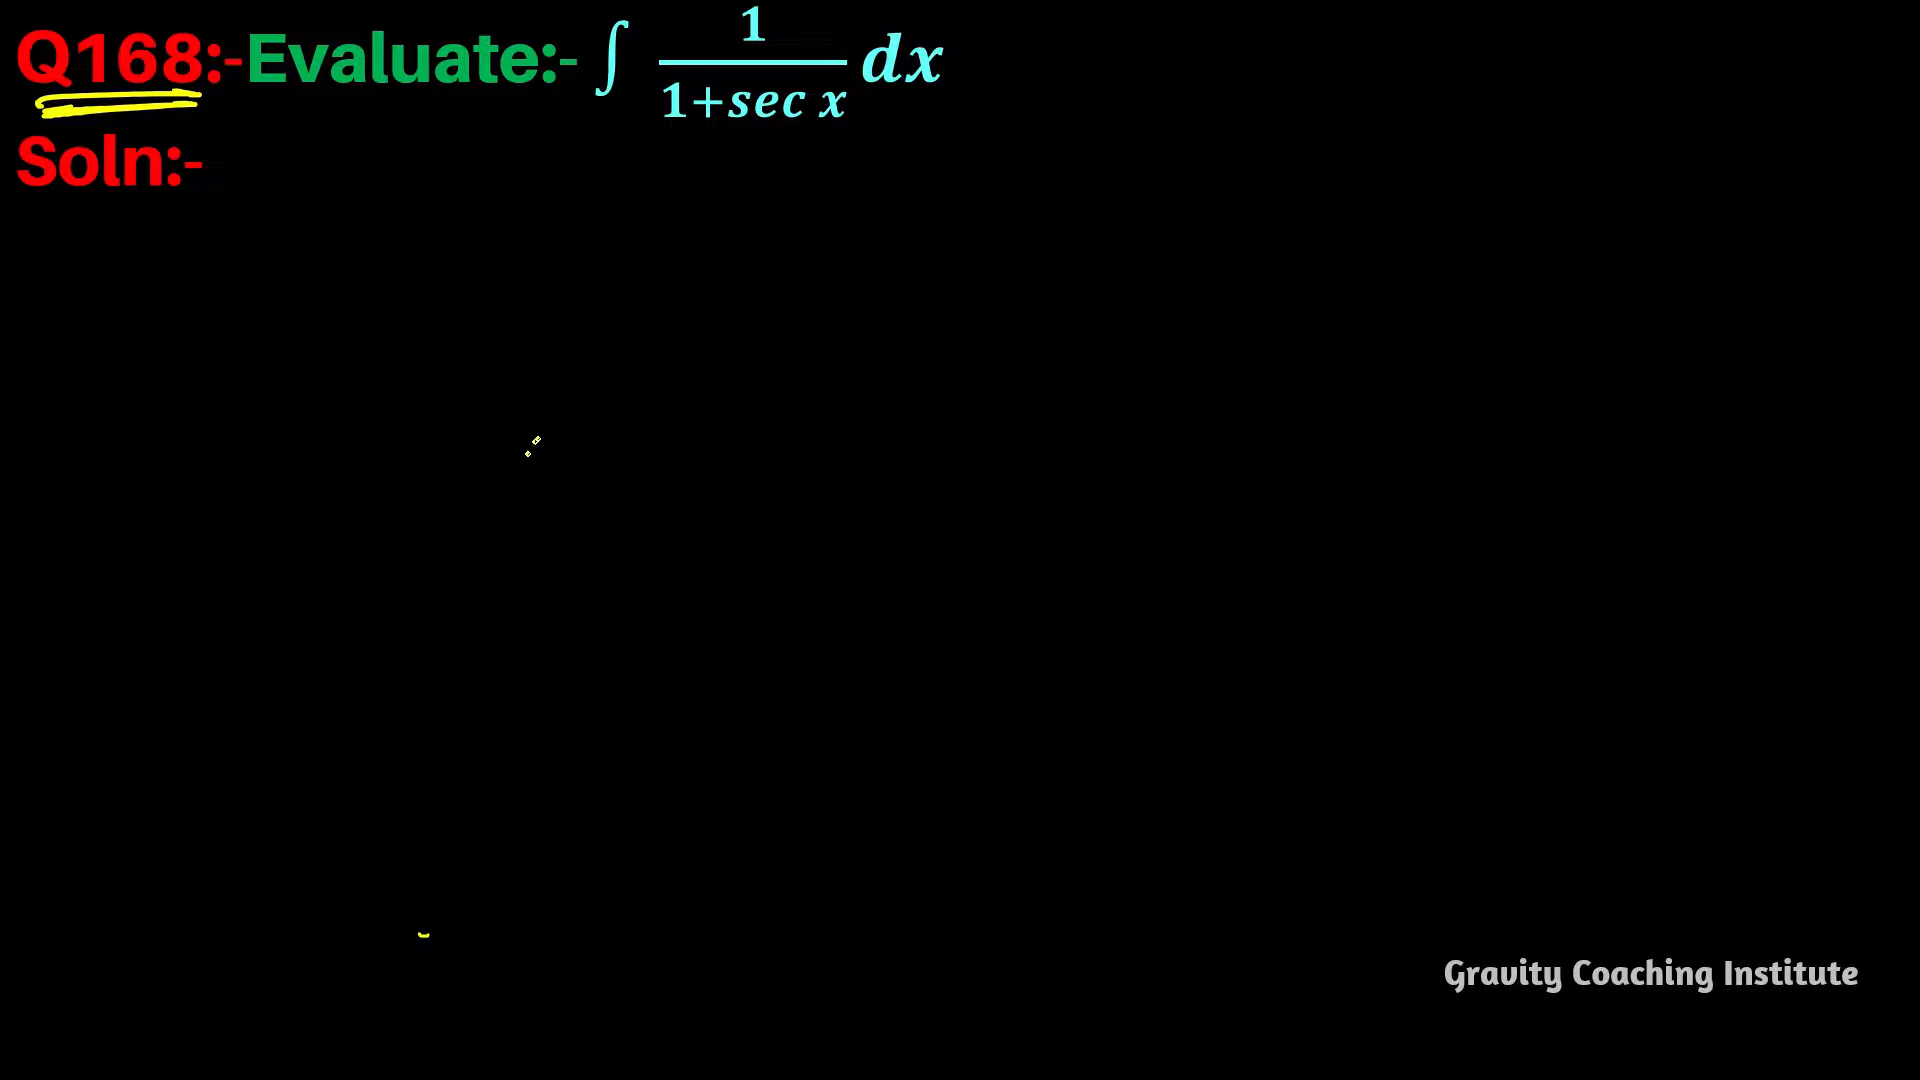 Q168:-Evaluate:- ∫ 1/(1+sec x) dx
Soln:-
Gravity Coaching Institute